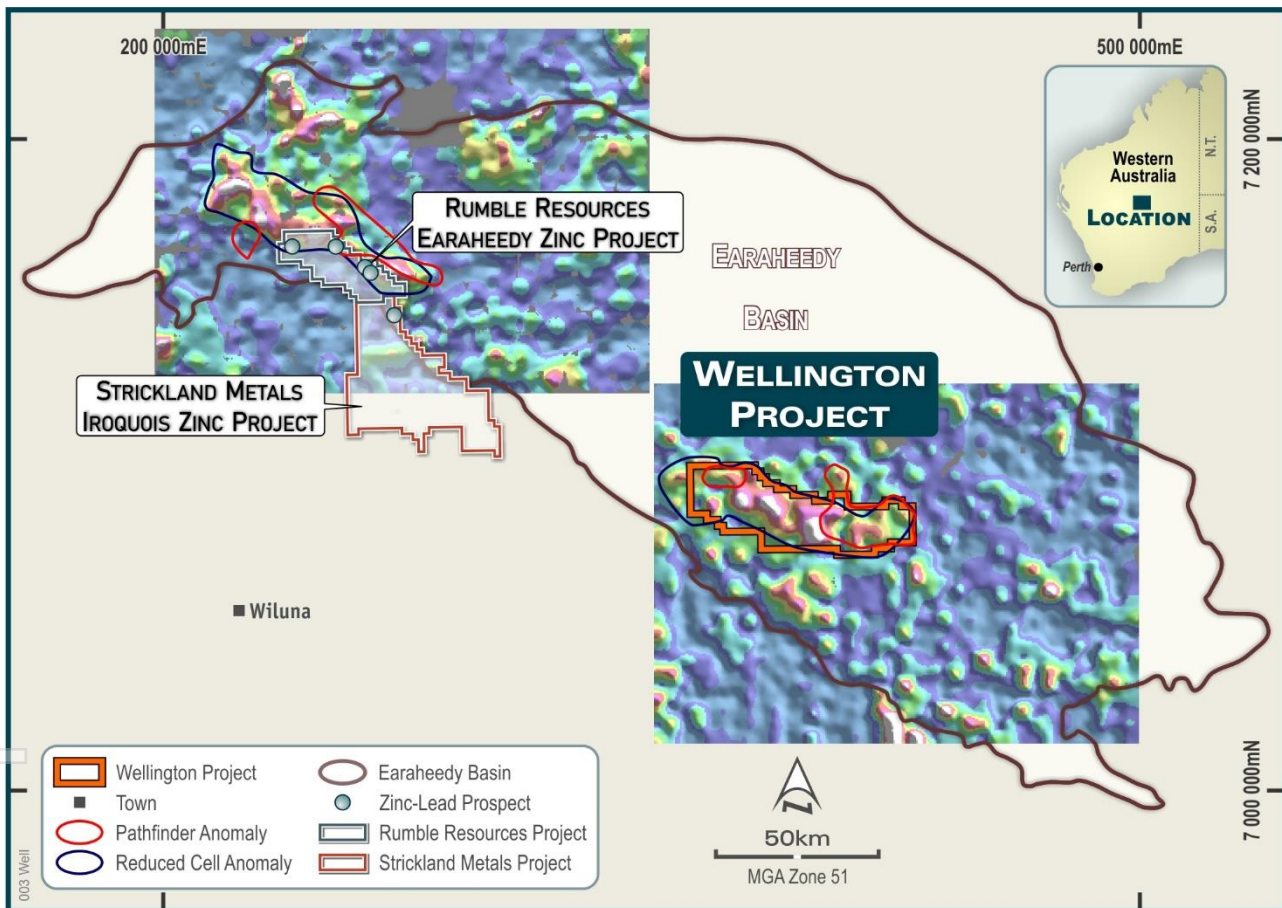 200 000mE
500 000mE
7 200 000mN
Western
Australia
N.T.
S.A.
LOCATION
Perth
RUMBLE RESOURCES
EARAHEEDY ZINC PROJECT
EARAHEEDY
BASIN
STRICKLAND METALS
IROQUOIS ZINC PROJECT
WELLINGTON
PROJECT
Wiluna
Wellington Project
Town
Pathfinder Anomaly
Reduced Cell Anomaly
Earaheedy Basin
Zinc-Lead Prospect
Rumble Resources Project
Strickland Metals Project
N
50km
MGA Zone 51
7 000 000mN
003 Well